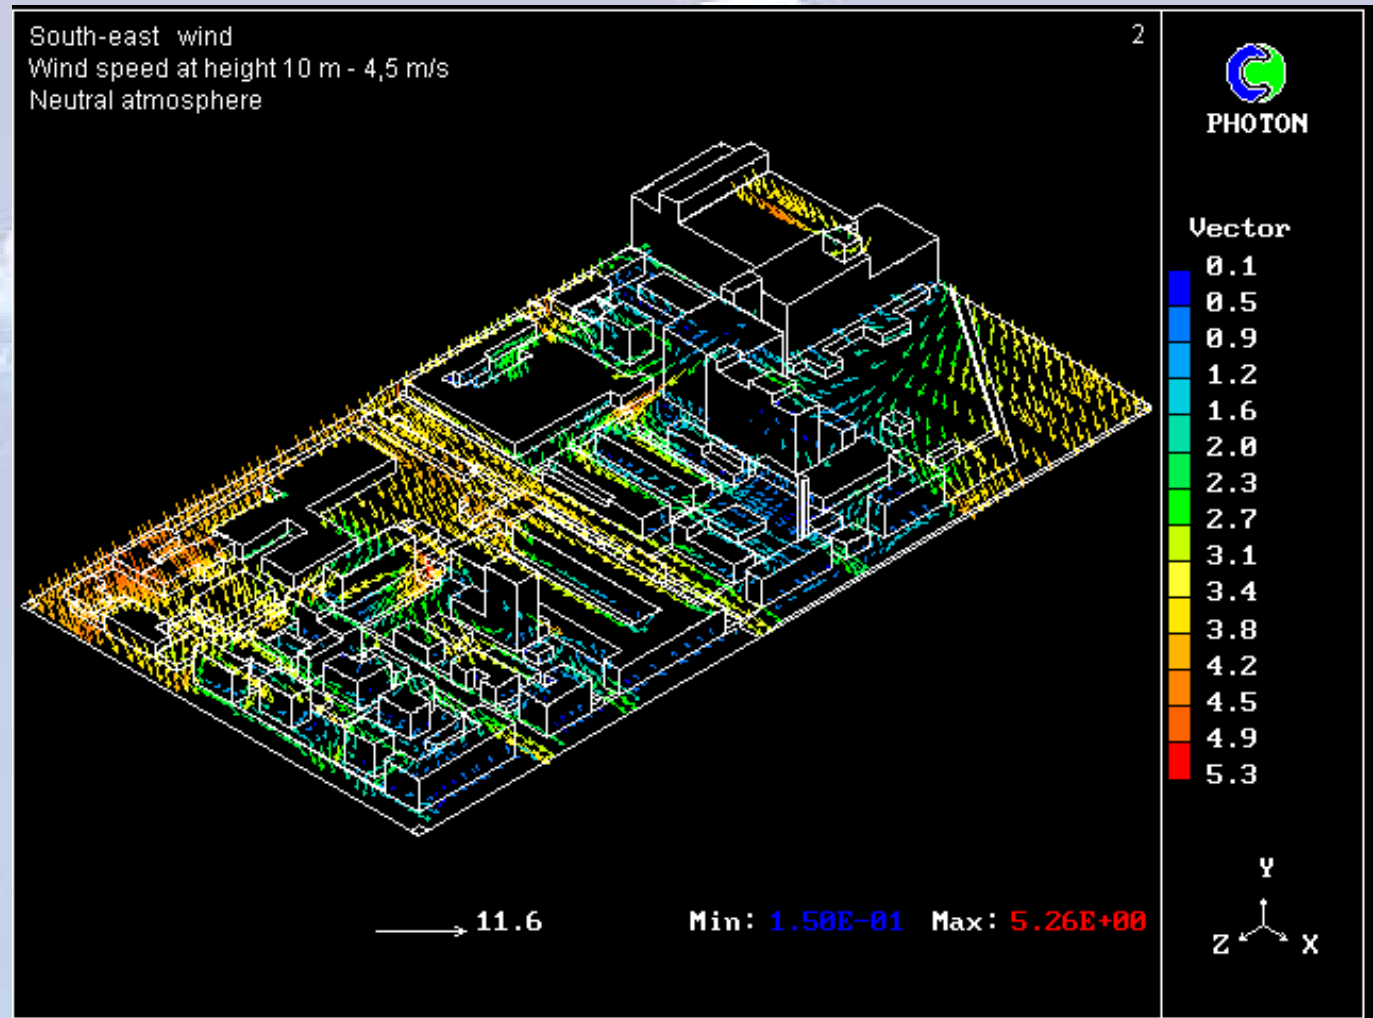 South-east wind
Wind speed at height 10 m - 4,5 m/s
Neutral atmosphere
2
PHOTON
Vector
0.1
0.5
0.9
1.2
1.6
2.0
2.3
2.7
3.1
3.4
3.8
4.2
4.5
4.9
5.3
Y
Z X
11.6
Min: 1.50E-01 Max: 5.26E+00